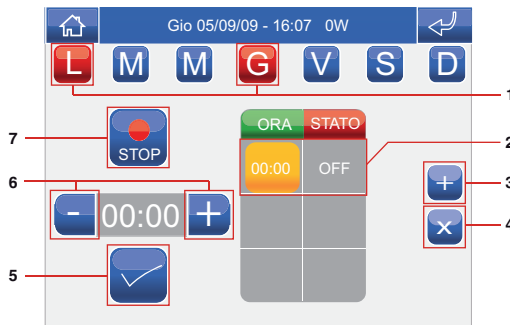 Gio 05/09/09 - 16:07 0W
L M M G V S D
1
7
STOP
ORA STATO
2
00:00 OFF
6
3
- 00:00 +
+
4
x
5